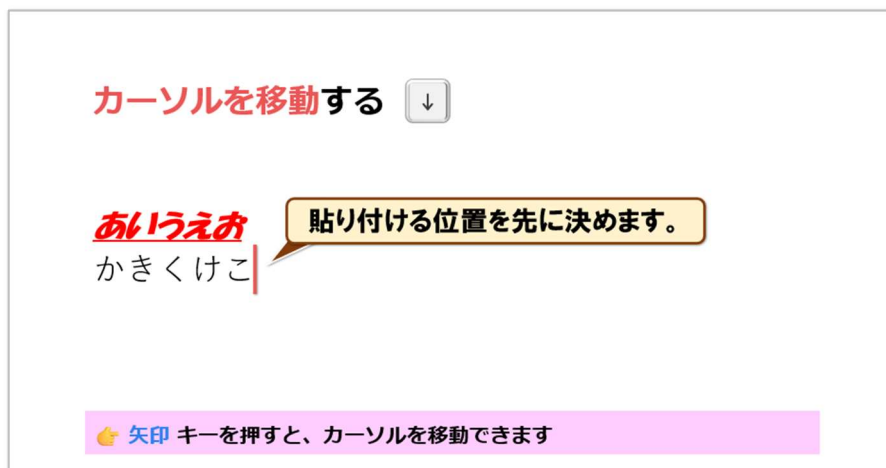 カーソルを移動する ↓
あいうえお
貼り付ける位置を先に決めます。
かきくけこ
👉 矢印 キーを押すと、カーソルを移動できます